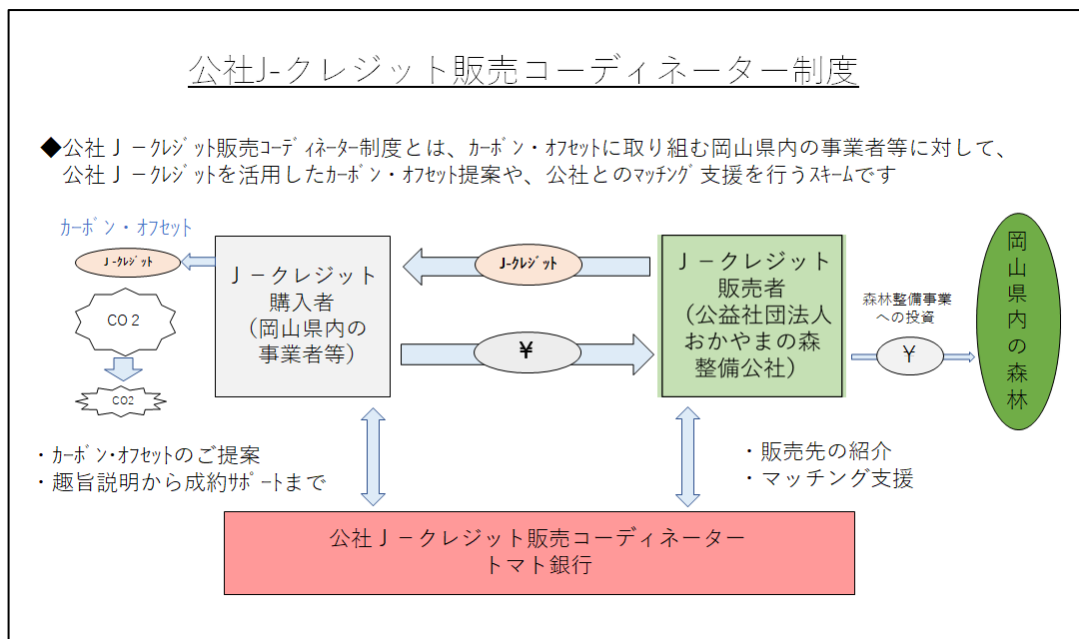 公社J-クレジット販売コーディネーター制度
◆公社Ｊ－ｸﾚｼﾞｯﾄ販売ｺｰﾃﾞｨﾈｰﾀｰ制度とは、ｶｰﾎﾞﾝ・ｵﾌｾｯﾄに取り組む岡山県内の事業者等に対して、
公社Ｊ－ｸﾚｼﾞｯﾄを活用したｶｰﾎﾞﾝ・ｵﾌｾｯﾄ提案や、公社とのﾏｯﾁﾝｸﾞ支援を行うｽｷｰﾑです
ｶｰﾎﾞﾝ・ｵﾌｾｯﾄ
J-ｸﾚｼﾞｯﾄ
CO２
CO2
Ｊ－クレジット
購入者
（岡山県内の
事業者等）
J-ｸﾚｼﾞｯﾄ
¥
Ｊ－クレジット
販売者
（公益社団法人
おかやまの森
整備公社）
森林整備事業
への投資
￥
岡山県内の森林
・ｶｰﾎﾞﾝ･ｵﾌｾｯﾄのご提案
・趣旨説明から成約ｻﾎﾟｰﾄまで
・販売先の紹介
・マッチング支援
公社Ｊ－クレジット販売コーディネーター
トマト銀行